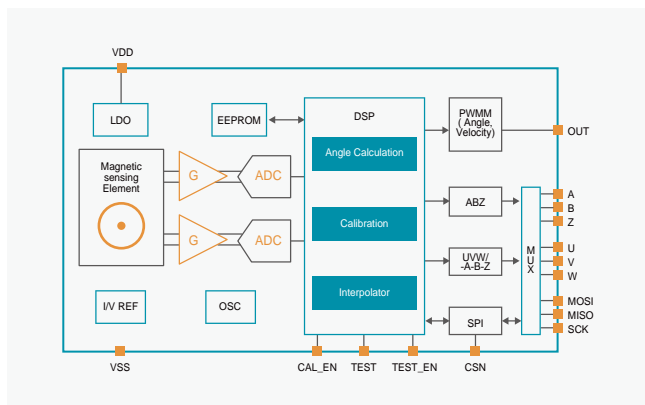 VDD
LDO
EEPROM
DSP
PWMM
( Angle,
Velocity)
OUT
Angle Calculation
Magnetic
sensing
Element
G
ADC
ABZ
A
B
Z
Calibration
G
ADC
UVW/
-A-B-Z
M
U
X
U
V
W
Interpolator
I/V REF
OSC
SPI
MOSI
MISO
SCK
VSS
CAL_EN
TEST
TEST_EN
CSN